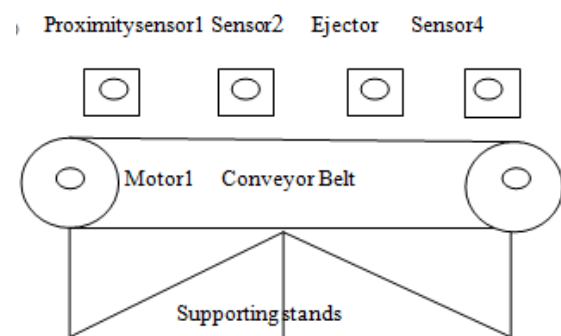 Proximitysensor1 Sensor2 Ejector Sensor4
Motor1 Conveyor Belt
Supporting stands